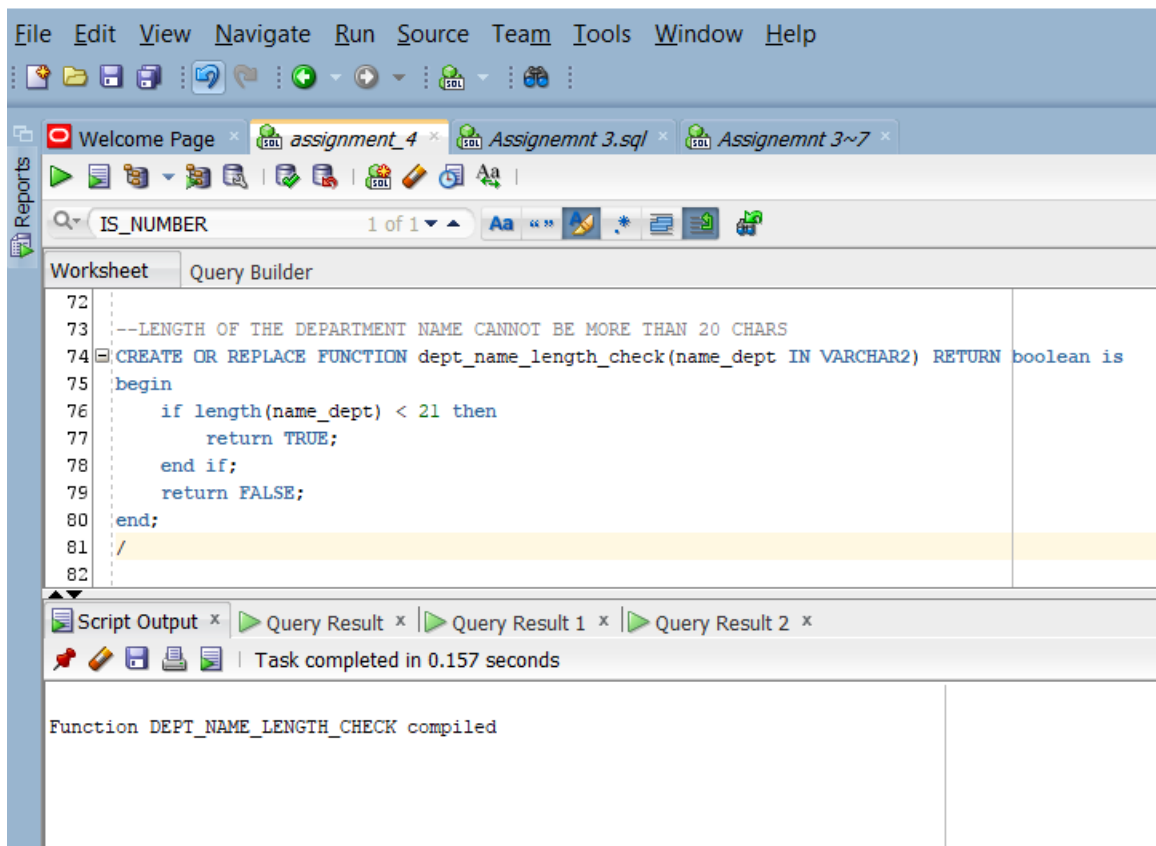 File Edit View Navigate Run Source Team Tools Window Help
Reports
Welcome Page × assignment_4 × Assignemnt 3.sql × Assignemnt 3~7 ×
IS_NUMBER 1 of 1 Aa “” .*
Worksheet Query Builder
72
73 --LENGTH OF THE DEPARTMENT NAME CANNOT BE MORE THAN 20 CHARS
74 CREATE OR REPLACE FUNCTION dept_name_length_check(name_dept IN VARCHAR2) RETURN boolean is
75 begin
76 if length(name_dept) < 21 then
77 return TRUE;
78 end if;
79 return FALSE;
80 end;
81 /
82
Script Output × Query Result × Query Result 1 × Query Result 2 ×
Task completed in 0.157 seconds
Function DEPT_NAME_LENGTH_CHECK compiled